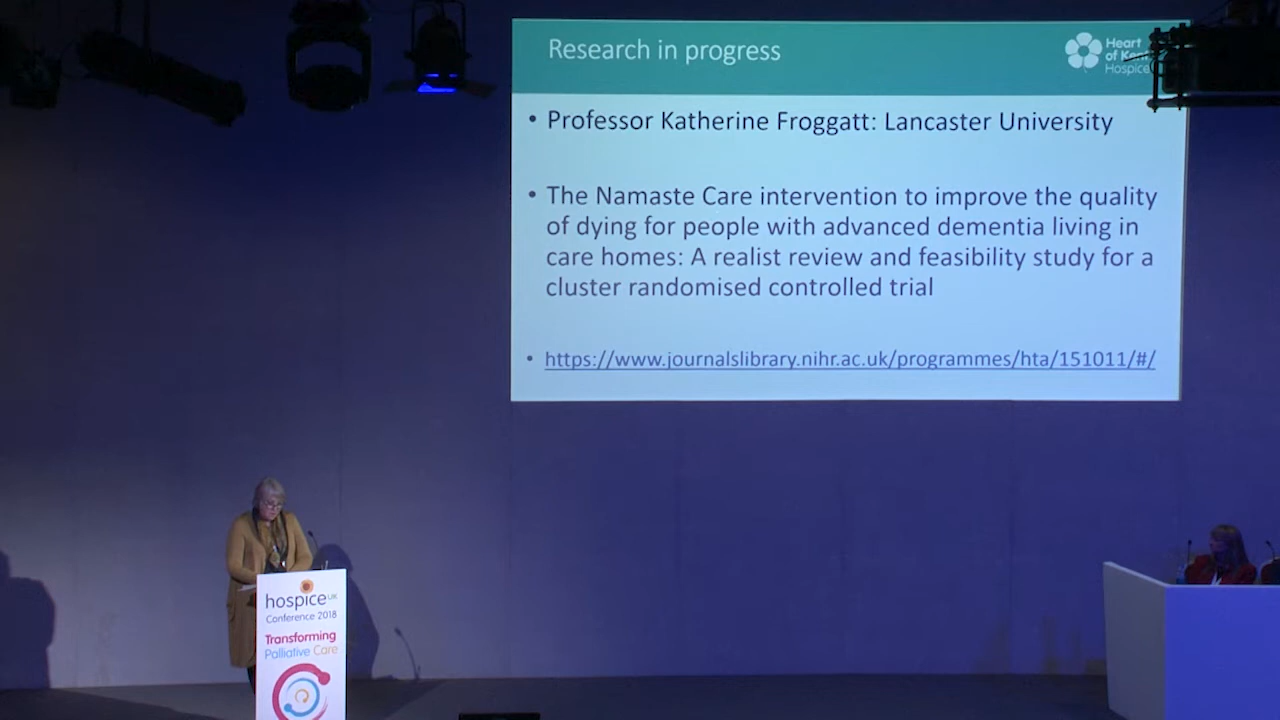 Research in progress
Heart
of Kent
Hospice
• Professor Katherine Froggatt: Lancaster University
• The Namaste Care intervention to improve the quality
of dying for people with advanced dementia living in
care homes: A realist review and feasibility study for a
cluster randomised controlled trial
• https://www.journalslibrary.nihr.ac.uk/programmes/hta/151011/#/
hospice UK
Conference 2018
Transforming
Palliative Care